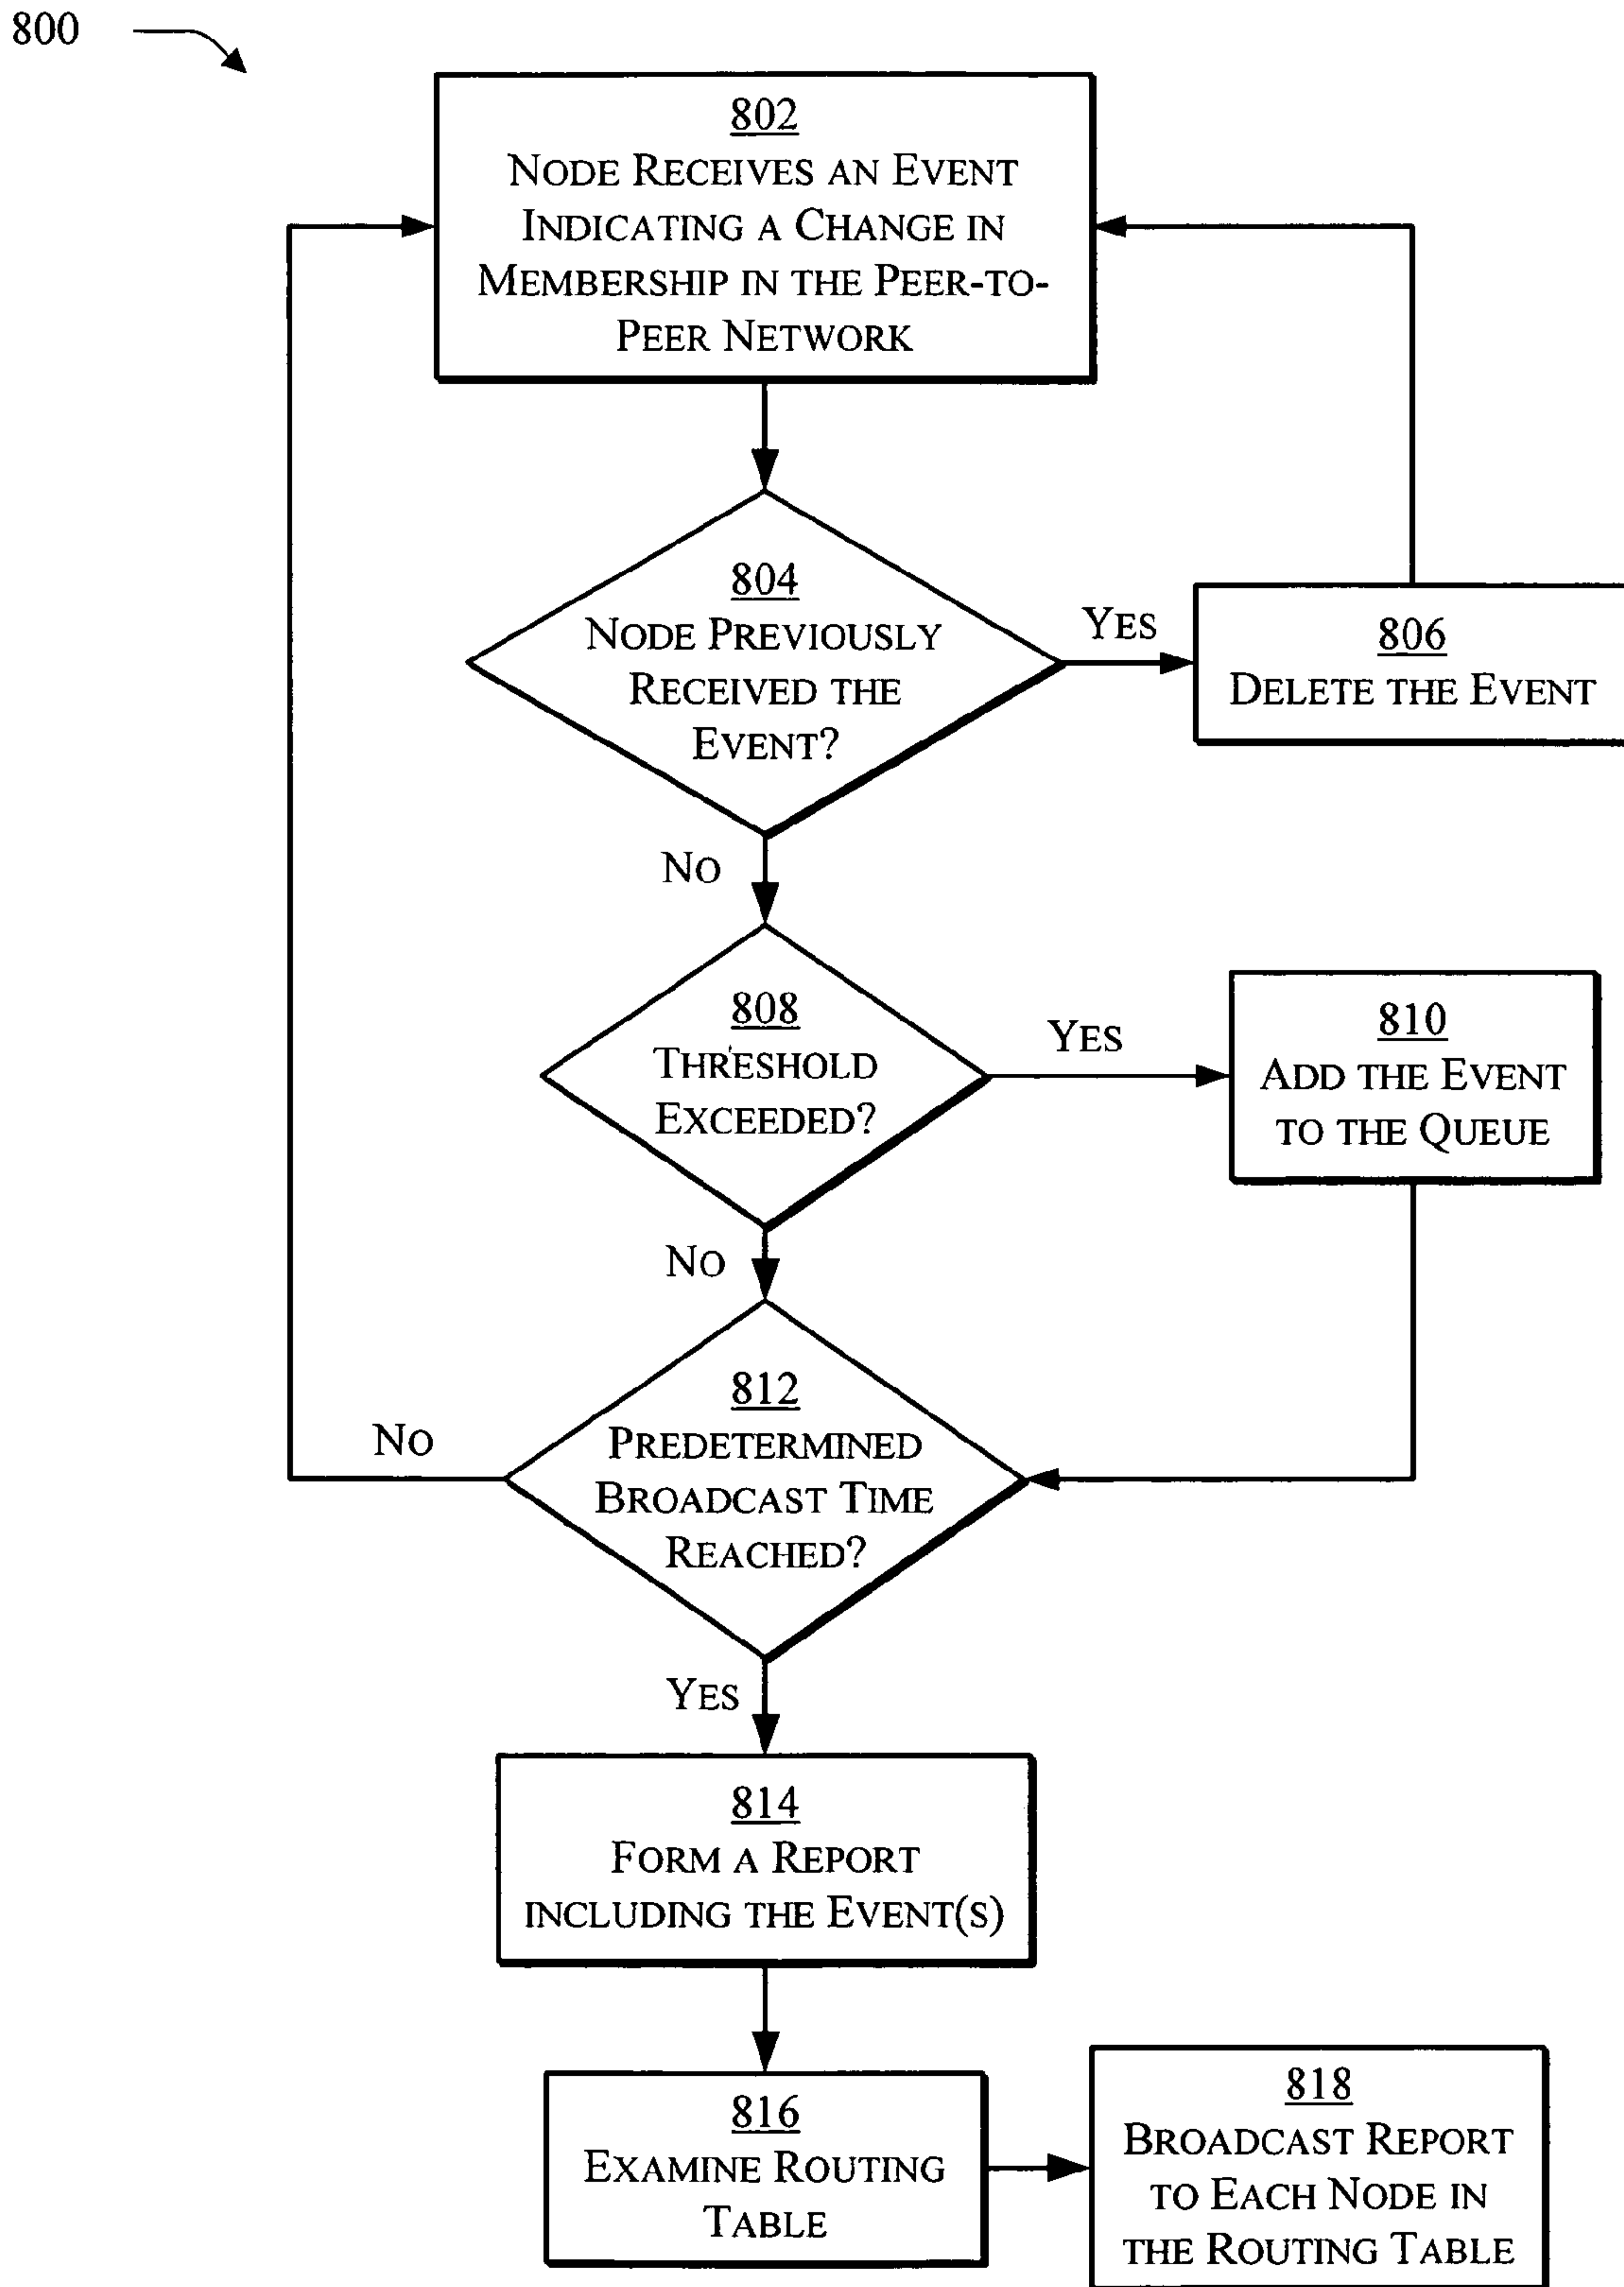 800
802
NODE RECEIVES AN EVENT
INDICATING A CHANGE IN
MEMBERSHIP IN THE PEER-TO-
PEER NETWORK
804
NODE PREVIOUSLY
RECEIVED THE
EVENT?
YES
806
DELETE THE EVENT
NO
808
THRESHOLD
EXCEEDED?
YES
810
ADD THE EVENT
TO THE QUEUE
NO
812
PREDETERMINED
BROADCAST TIME
REACHED?
NO
YES
814
FORM A REPORT
INCLUDING THE EVENT(S)
816
EXAMINE ROUTING
TABLE
818
BROADCAST REPORT
TO EACH NODE IN
THE ROUTING TABLE